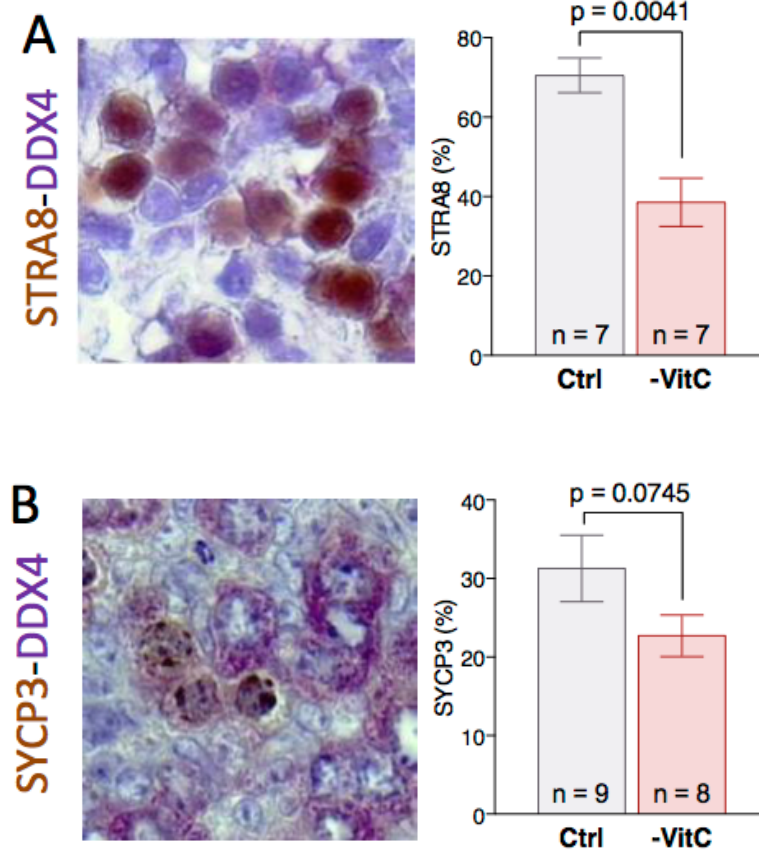 A
STRA8-DDX4
p = 0.0041
STRA8 (%)
80
60
40
20
0
n = 7
n = 7
Ctrl
-VitC
B
SYCP3-DDX4
p = 0.0745
SYCP3 (%)
40
30
20
10
0
n = 9
n = 8
Ctrl
-VitC